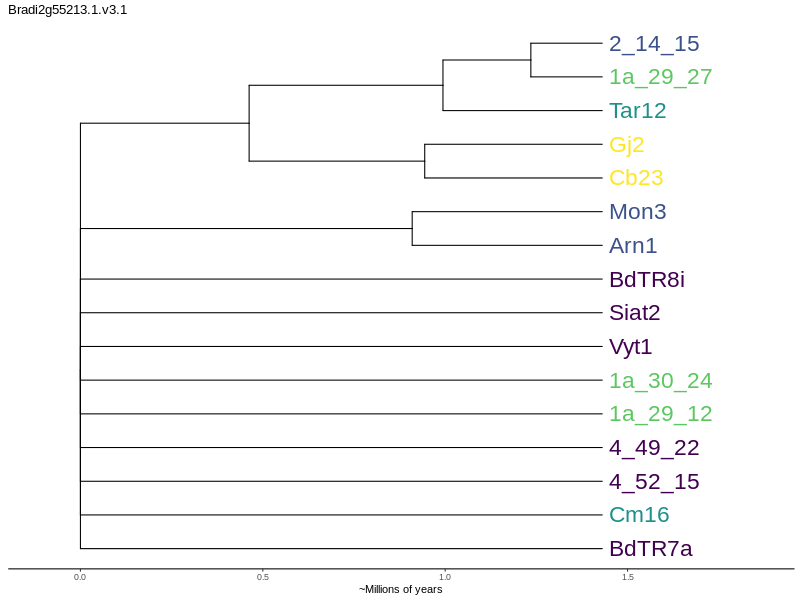 Bradi2g55213.1.v3.1
2_14_15
1a_29_27
Tar12
Gj2
Cb23
Mon3
Arn1
BdTR8i
Siat2
Vyt1
1a_30_24
1a_29_12
4_49_22
4_52_15
Cm16
BdTR7a
0.0 0.5 1.0 1.5
~Millions of years